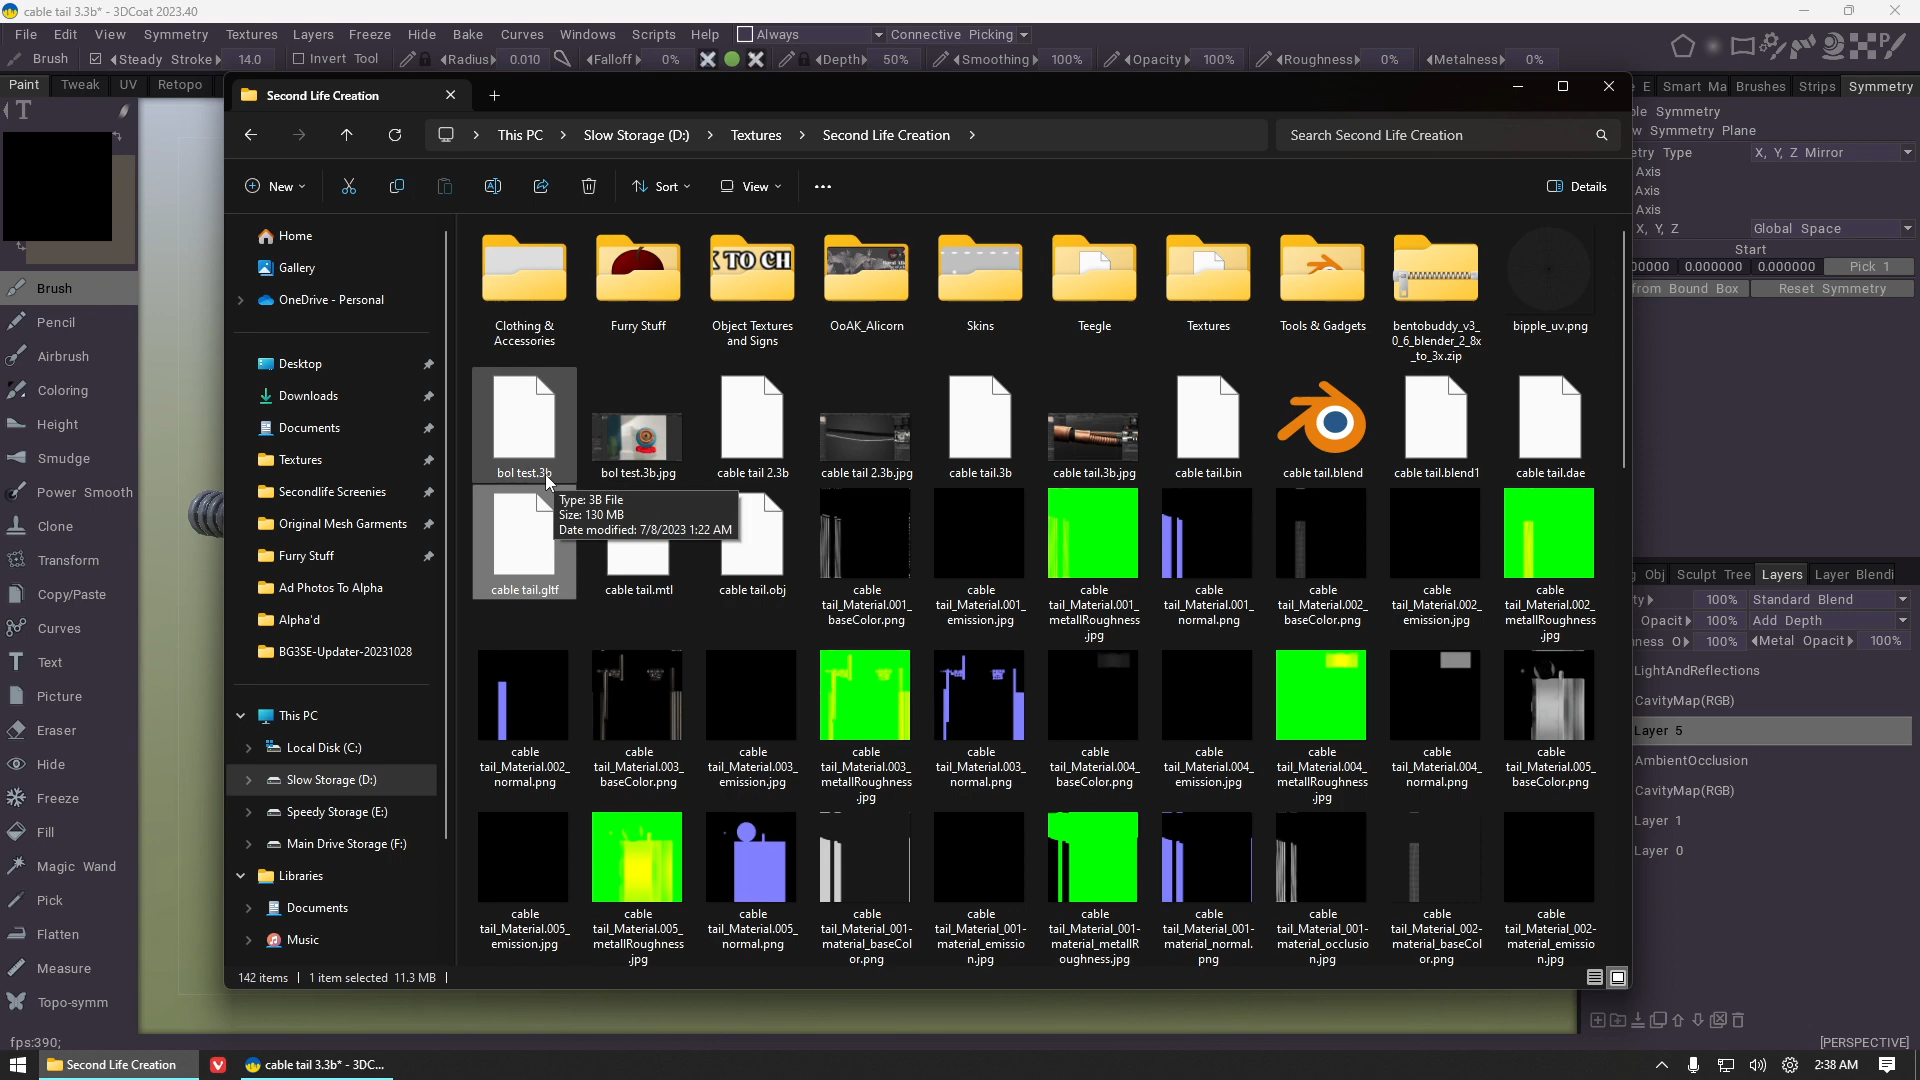 cable tail 3.3b* - 3DCoat 2023.40
File Edit View Symmetry Textures Layers Freeze Hide Bake Curves Windows Scripts Help Always Connective Picking
Brush Steady Stroke 14.0 Invert Tool Radius 0.010 Falloff 0% Depth 50% Smoothing 100% Opacity 100% Roughness 0% Metalness 0%
Paint Tweak UV Retopo
Second Life Creation
E Smart Ma Brushes Strips Symmetry
This PC > Slow Storage (D:) > Textures > Second Life Creation >
Search Second Life Creation
New Sort View Details
T
Brush
Pencil
Airbrush
Coloring
Height
Smudge
Power Smooth
Clone
Transform
Copy/Paste
Curves
Text
Picture
Eraser
Hide
Freeze
Fill
Magic Wand
Pick
Flatten
Measure
Topo-symm
Home
Gallery
OneDrive - Personal
Desktop
Downloads
Documents
Textures
Secondlife Screenies
Original Mesh Garments
Furry Stuff
Ad Photos To Alpha
Alpha'd
BG3SE-Updater-20231028
This PC
Local Disk (C:)
Slow Storage (D:)
Speedy Storage (E:)
Main Drive Storage (F:)
Libraries
Documents
Music
K TO CH
Clothing & Accessories
Furry Stuff
Object Textures and Signs
OoAK_Alicorn
Skins
Teegle
Textures
Tools & Gadgets
bentobuddy_v3_0_6_blender_2_8x_to_3x.zip
bipple_uv.png
bol test.3b
bol test.3b.jpg
cable tail 2.3b
cable tail 2.3b.jpg
cable tail.3b
cable tail.3b.jpg
cable tail.bin
cable tail.blend
cable tail.blend1
cable tail.dae
Type: 3B File
Size: 130 MB
Date modified: 7/8/2023 1:22 AM
cable tail.gltf
cable tail.mtl
cable tail.obj
cable tail_Material.001_baseColor.png
cable tail_Material.001_emission.jpg
cable tail_Material.001_metallRoughness.jpg
cable tail_Material.001_normal.png
cable tail_Material.002_baseColor.png
cable tail_Material.002_emission.jpg
cable tail_Material.002_metallRoughness.jpg
cable tail_Material.002_normal.png
cable tail_Material.003_baseColor.png
cable tail_Material.003_emission.jpg
cable tail_Material.003_metallRoughness.jpg
cable tail_Material.003_normal.png
cable tail_Material.004_baseColor.png
cable tail_Material.004_emission.jpg
cable tail_Material.004_metallRoughness.jpg
cable tail_Material.004_normal.png
cable tail_Material.005_baseColor.png
cable tail_Material.005_emission.jpg
cable tail_Material.005_metallRoughness.jpg
cable tail_Material.005_normal.png
cable tail_Material_001-material_baseColor.png
cable tail_Material_001-material_emission.jpg
cable tail_Material_001-material_metallRoughness.jpg
cable tail_Material_001-material_normal.png
cable tail_Material_001-material_occlusion.jpg
cable tail_Material_002-material_baseColor.png
cable tail_Material_002-material_emission.jpg
142 items 1 item selected 11.3 MB
ple Symmetry
w Symmetry Plane
etry Type X, Y, Z Mirror
Axis
Axis
Axis
X, Y, Z Global Space
Start
00000 0.000000 0.000000 Pick 1
from Bound Box Reset Symmetry
g Obj Sculpt Tree Layers Layer Blendi
ty 100% Standard Blend
Opacit 100% Add Depth
nness O 100% Metal Opacit 100%
LightAndReflections
CavityMap(RGB)
Layer 5
AmbientOcclusion
CavityMap(RGB)
Layer 1
Layer 0
fps:390;
[PERSPECTIVE]
Second Life Creation
cable tail 3.3b* - 3DC...
2:38 AM